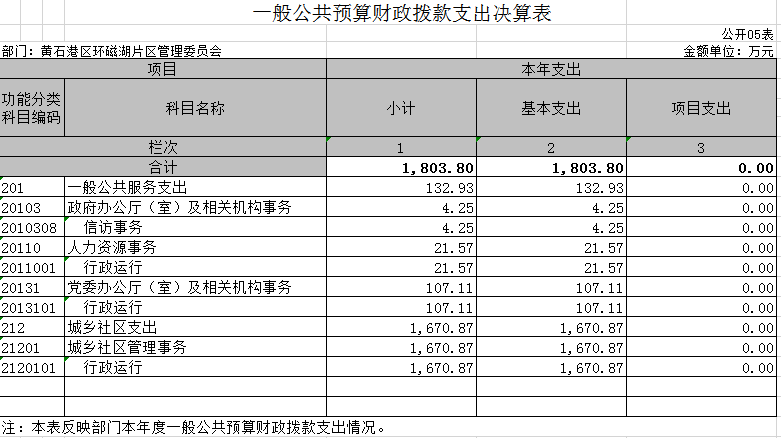 一般公共预算财政拨款支出决算表
公开05表
部门：黄石港区环磁湖片区管理委员会 金额单位：万元
项目 本年支出
功能分类科目编码 科目名称 小计 基本支出 项目支出
栏次 1 2 3
合计 1,803.80 1,803.80 0.00
201 一般公共服务支出 132.93 132.93 0.00
20103 政府办公厅（室）及相关机构事务 4.25 4.25 0.00
2010308 信访事务 4.25 4.25 0.00
20110 人力资源事务 21.57 21.57 0.00
2011001 行政运行 21.57 21.57 0.00
20131 党委办公厅（室）及相关机构事务 107.11 107.11 0.00
2013101 行政运行 107.11 107.11 0.00
212 城乡社区支出 1,670.87 1,670.87 0.00
21201 城乡社区管理事务 1,670.87 1,670.87 0.00
2120101 行政运行 1,670.87 1,670.87 0.00
注：本表反映部门本年度一般公共预算财政拨款支出情况。